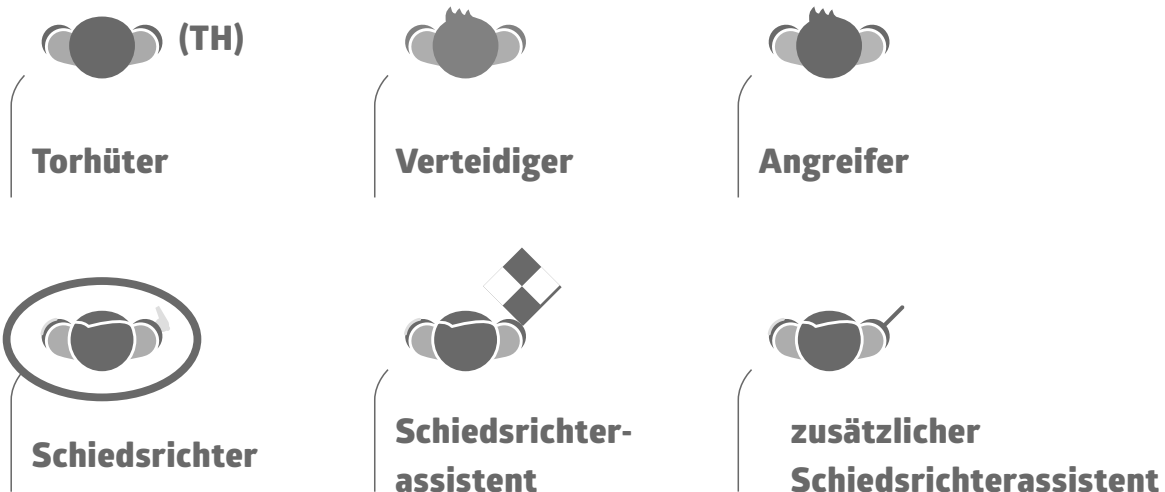 (TH)
Torhüter
Verteidiger
Angreifer
Schiedsrichter
Schiedsrichter-
assistent
zusätzlicher
Schiedsrichterassistent